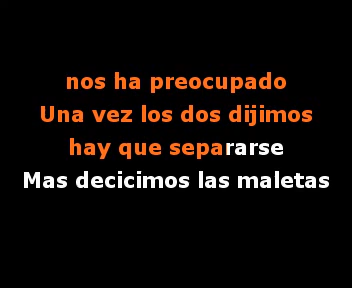 nos ha preocupado
Una vez los dos dijimos
hay que separarse
Mas decicimos las maletas